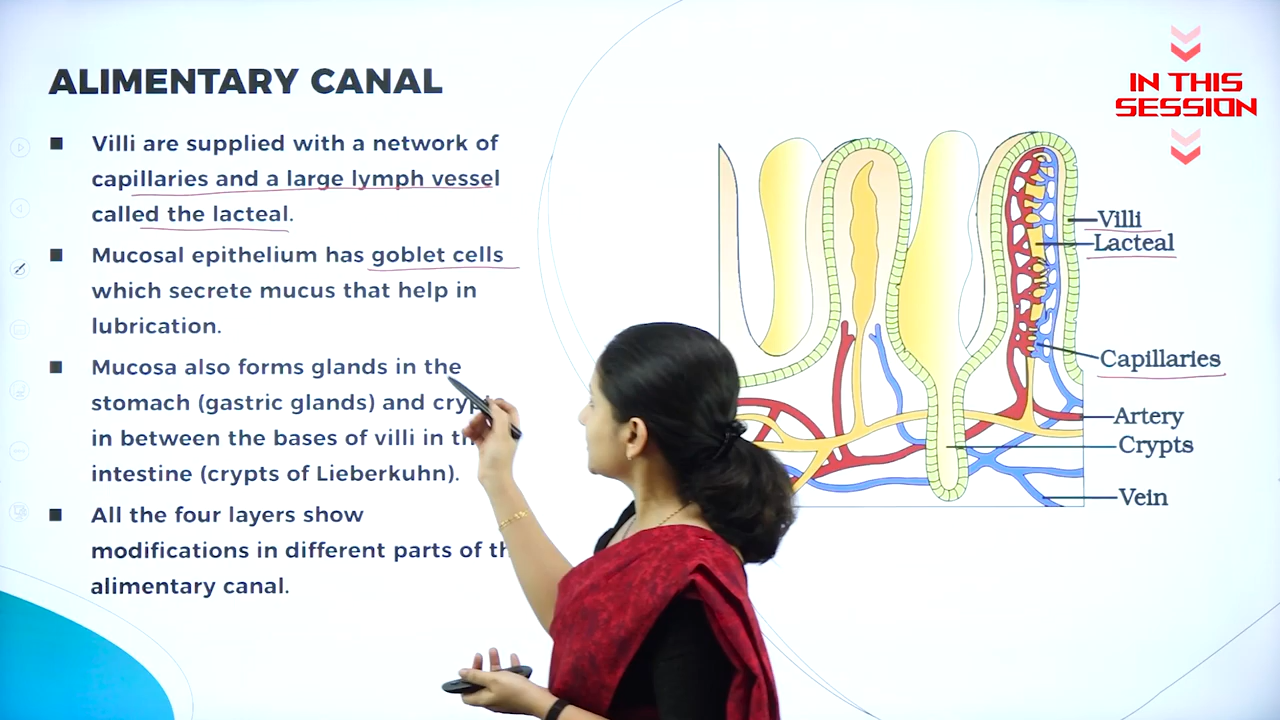 ALIMENTARY CANAL
Villi are supplied with a network of
capillaries and a large lymph vessel
called the lacteal.
Mucosal epithelium has goblet cells
which secrete mucus that help in
lubrication.
Mucosa also forms glands in the
stomach (gastric glands) and
in between the bases of villi in
intestine (crypts of Lieberkuhn).
All the four layers show
modifications in different parts of
alimentary canal.
IN THIS
SESSION
Villi
Lacteal
Capillaries
Artery
Crypts
Vein